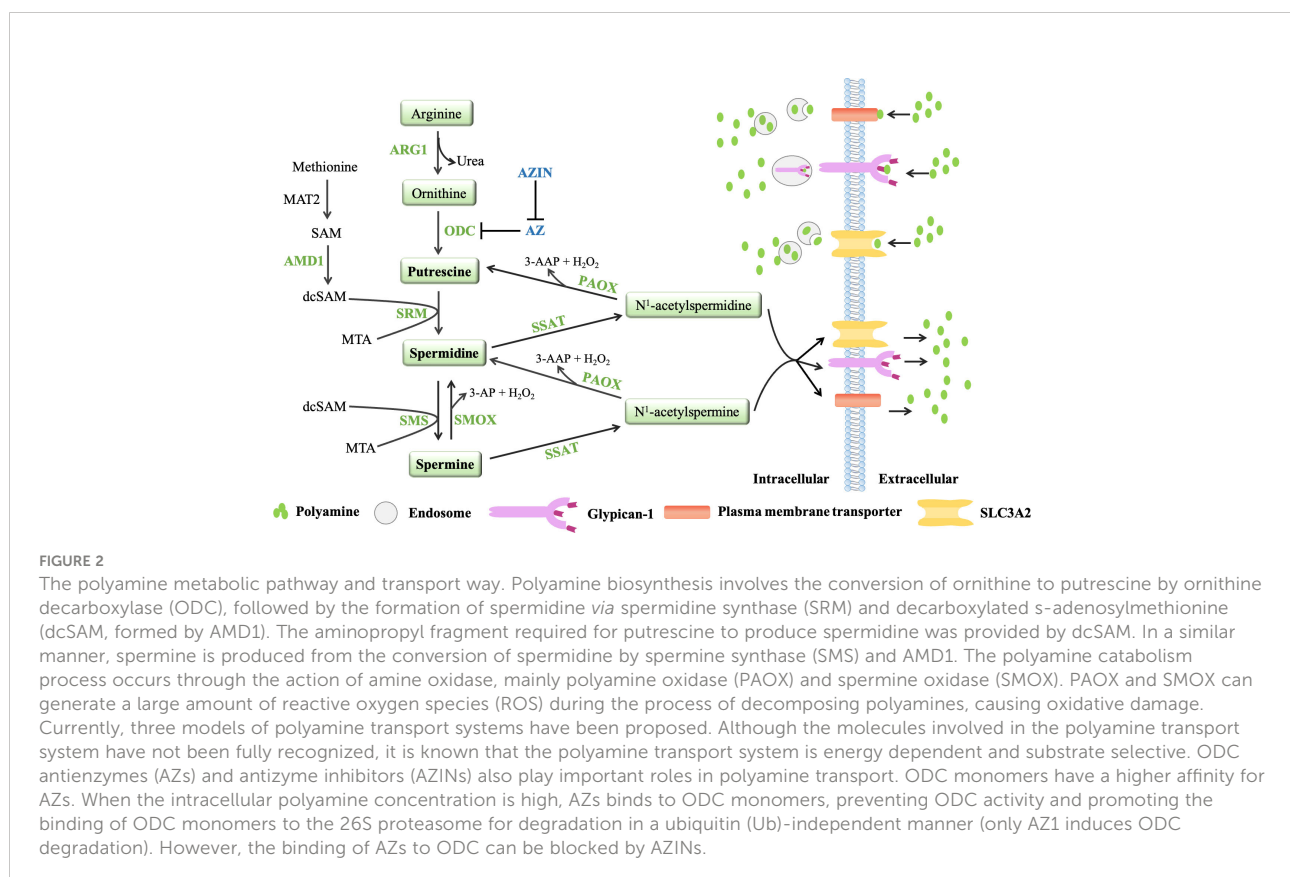 Arginine
ARG1
Urea
Methionine
Ornithine
AZIN
MAT2
SAM
ODC
AZ
AMD1
Putrescine
3-AAP + H₂O₂
PAOX
dcSAM
SRM
SSAT
N¹-acetylspermidine
MTA
Spermidine
3-AAP + H₂O₂
PAOX
3-AP + H₂O₂
dcSAM
SMS
SMOX
N¹-acetylspermine
MTA
SSAT
Spermine
Intracellular
Extracellular
Polyamine
Endosome
Glypican-1
Plasma membrane transporter
SLC3A2
FIGURE 2
The polyamine metabolic pathway and transport way. Polyamine biosynthesis involves the conversion of ornithine to putrescine by ornithine
decarboxylase (ODC), followed by the formation of spermidine via spermidine synthase (SRM) and decarboxylated s-adenosylmethionine
(dcSAM, formed by AMD1). The aminopropyl fragment required for putrescine to produce spermidine was provided by dcSAM. In a similar
manner, spermine is produced from the conversion of spermidine by spermine synthase (SMS) and AMD1. The polyamine catabolism
process occurs through the action of amine oxidase, mainly polyamine oxidase (PAOX) and spermine oxidase (SMOX). PAOX and SMOX can
generate a large amount of reactive oxygen species (ROS) during the process of decomposing polyamines, causing oxidative damage.
Currently, three models of polyamine transport systems have been proposed. Although the molecules involved in the polyamine transport
system have not been fully recognized, it is known that the polyamine transport system is energy dependent and substrate selective. ODC
antienzymes (AZs) and antizyme inhibitors (AZINs) also play important roles in polyamine transport. ODC monomers have a higher affinity for
AZs. When the intracellular polyamine concentration is high, AZs binds to ODC monomers, preventing ODC activity and promoting the
binding of ODC monomers to the 26S proteasome for degradation in a ubiquitin (Ub)-independent manner (only AZ1 induces ODC
degradation). However, the binding of AZs to ODC can be blocked by AZINs.